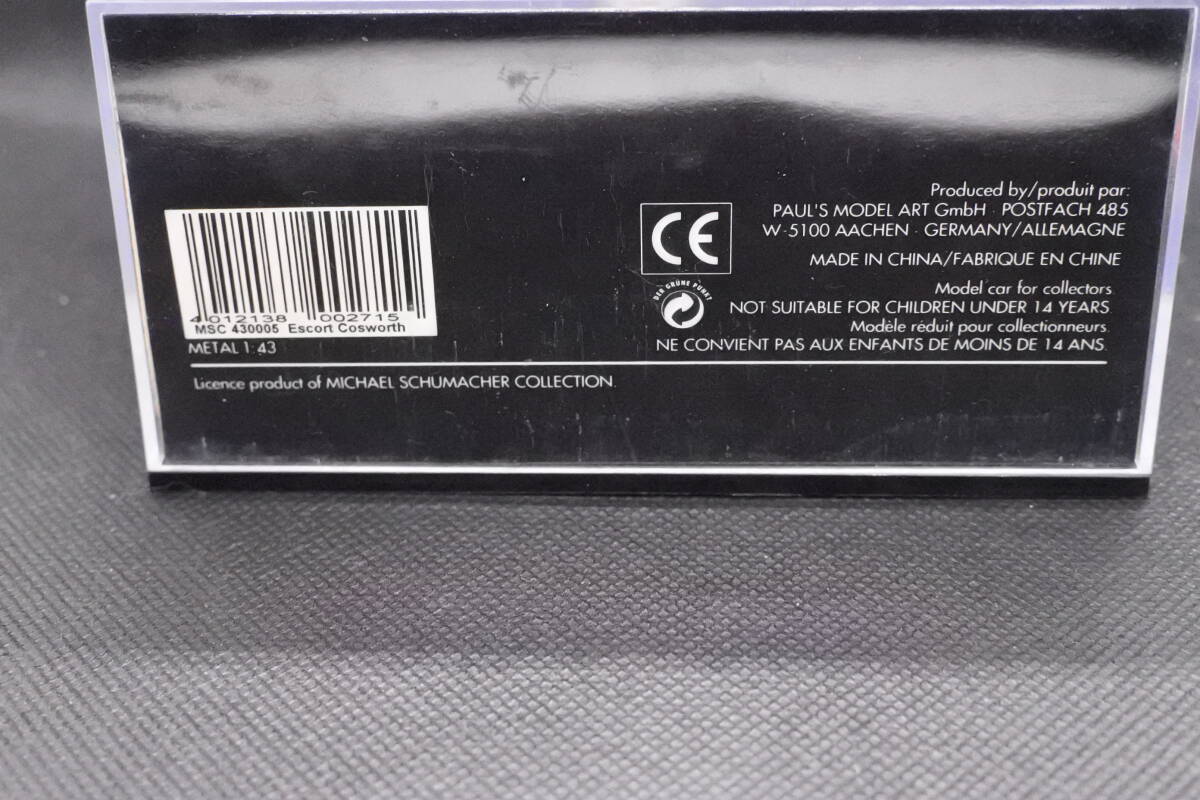 4 012138 002715
MSC 430005 Escort Cosworth
METAL 1:43
CE
DER GRÜNE PUNKT
Produced by/produit par:
PAUL'S MODEL ART GmbH · POSTFACH 485
W-5100 AACHEN · GERMANY/ALLEMAGNE
MADE IN CHINA/FABRIQUE EN CHINE
Model car for collectors.
NOT SUITABLE FOR CHILDREN UNDER 14 YEARS.
Modèle réduit pour collectionneurs.
NE CONVIENT PAS AUX ENFANTS DE MOINS DE 14 ANS.
Licence product of MICHAEL SCHUMACHER COLLECTION.